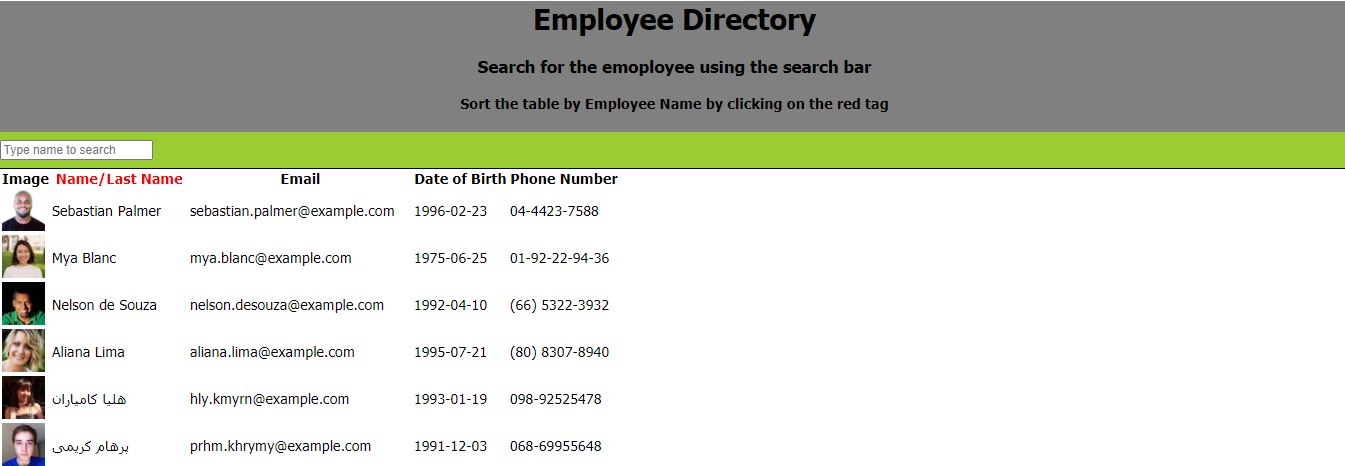 Employee Directory
Search for the emoployee using the search bar
Sort the table by Employee Name by clicking on the red tag
Type name to search
Image Name/Last Name Email Date of Birth Phone Number
Sebastian Palmer sebastian.palmer@example.com 1996-02-23 04-4423-7588
Mya Blanc mya.blanc@example.com 1975-06-25 01-92-22-94-36
Nelson de Souza nelson.desouza@example.com 1992-04-10 (66) 5322-3932
Aliana Lima aliana.lima@example.com 1995-07-21 (80) 8307-8940
هلیا کامیاران hly.kmyrn@example.com 1993-01-19 098-92525478
پرهام کریمی prhm.khrymy@example.com 1991-12-03 068-69955648